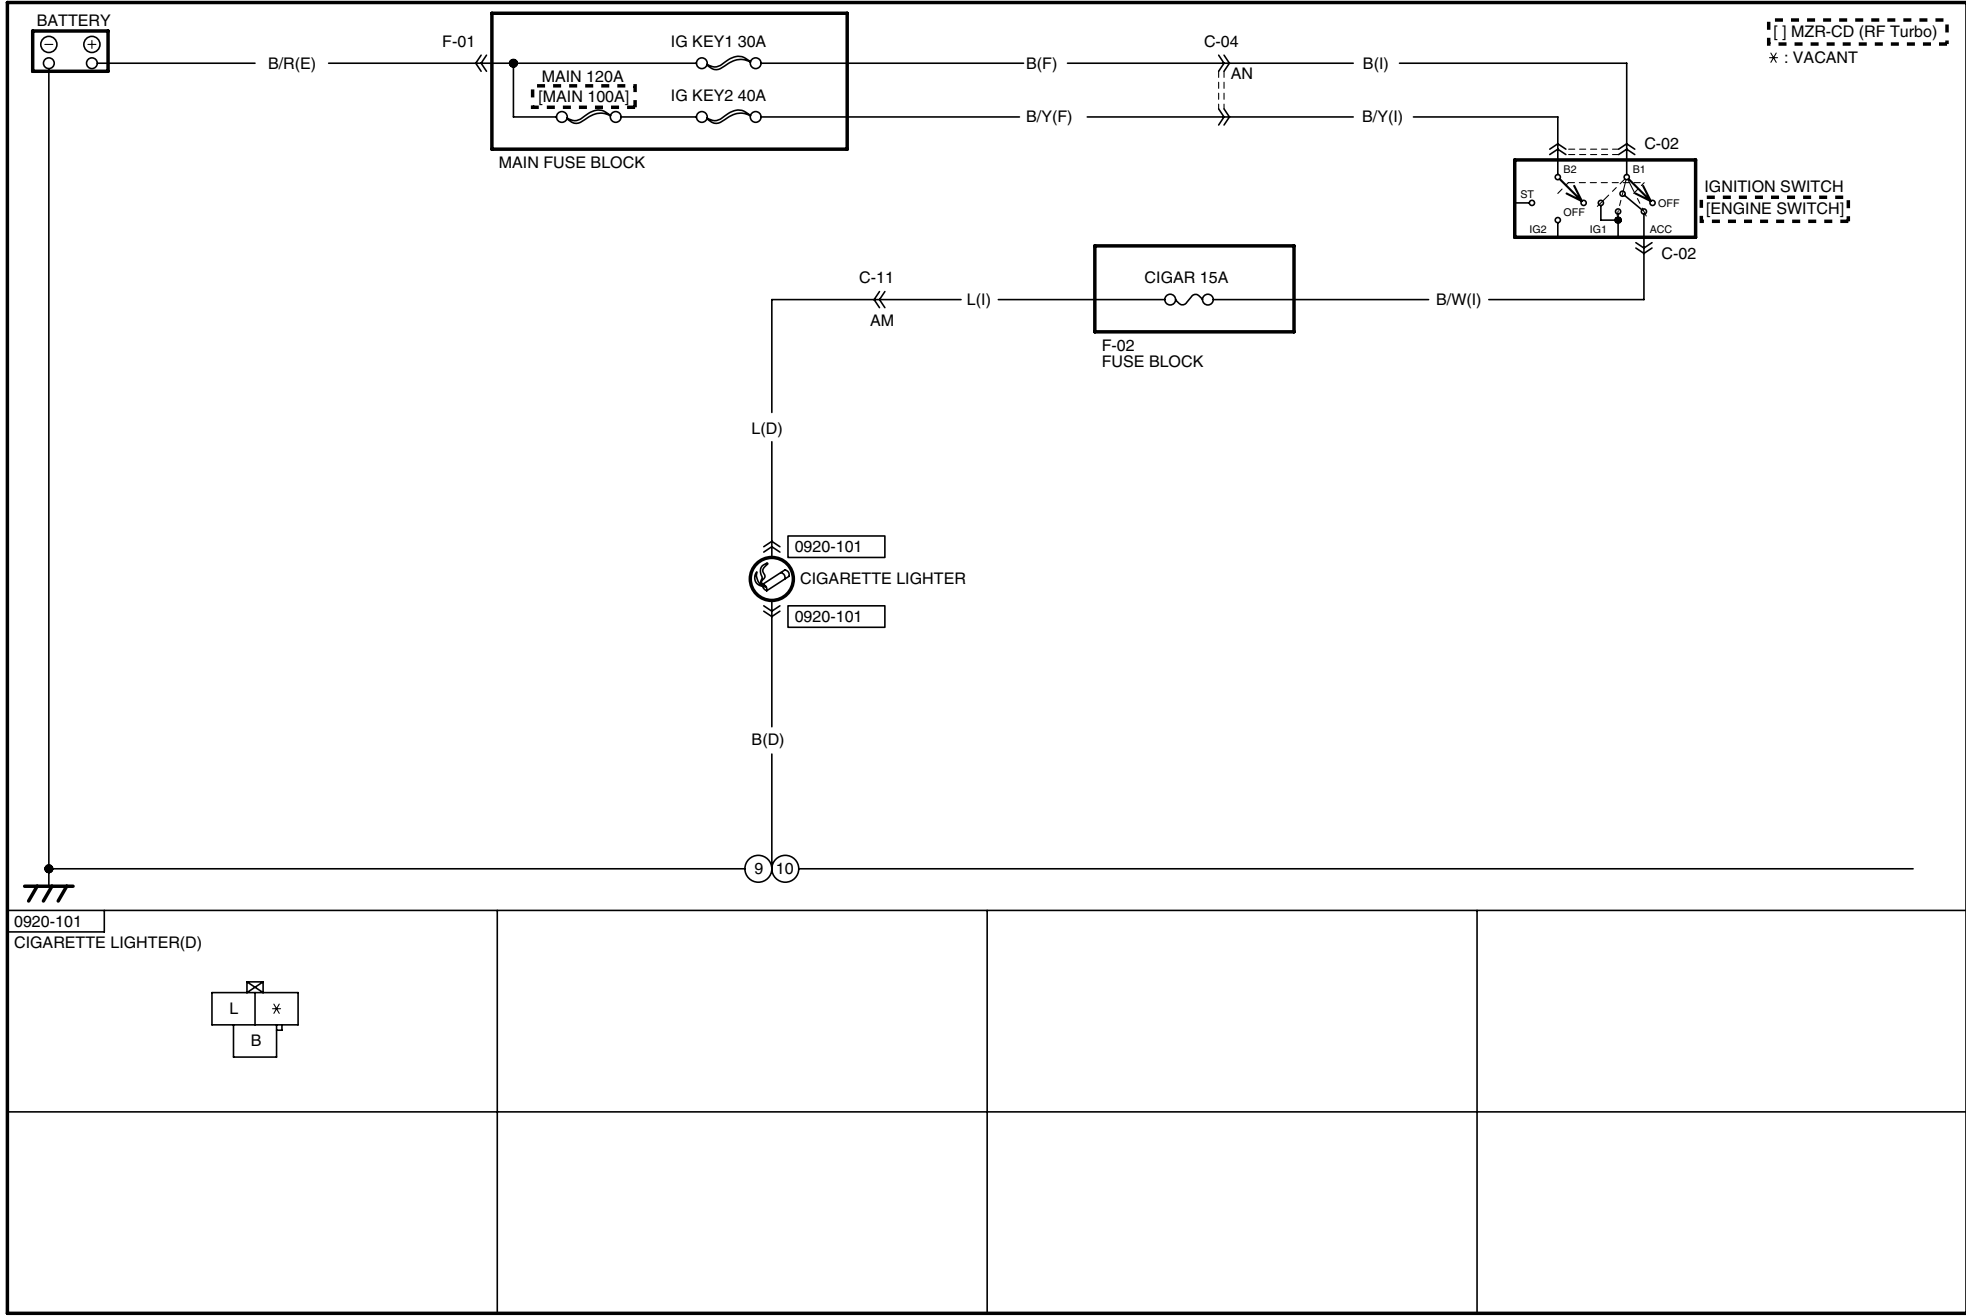 BATTERY
− +
B/R(E)
F-01
IG KEY1 30A
MAIN 120A
[MAIN 100A]
IG KEY2 40A
MAIN FUSE BLOCK
B(F)
C-04
AN
B(I)
B/Y(F)
B/Y(I)
[ ] MZR-CD (RF Turbo)
* : VACANT
C-02
B2
B1
ST
OFF
OFF
IG2
IG1
ACC
IGNITION SWITCH
[ENGINE SWITCH]
C-02
C-11
AM
L(I)
CIGAR 15A
B/W(I)
F-02
FUSE BLOCK
L(D)
0920-101
CIGARETTE LIGHTER
0920-101
B(D)
9 10
0920-101
CIGARETTE LIGHTER(D)
L *
B